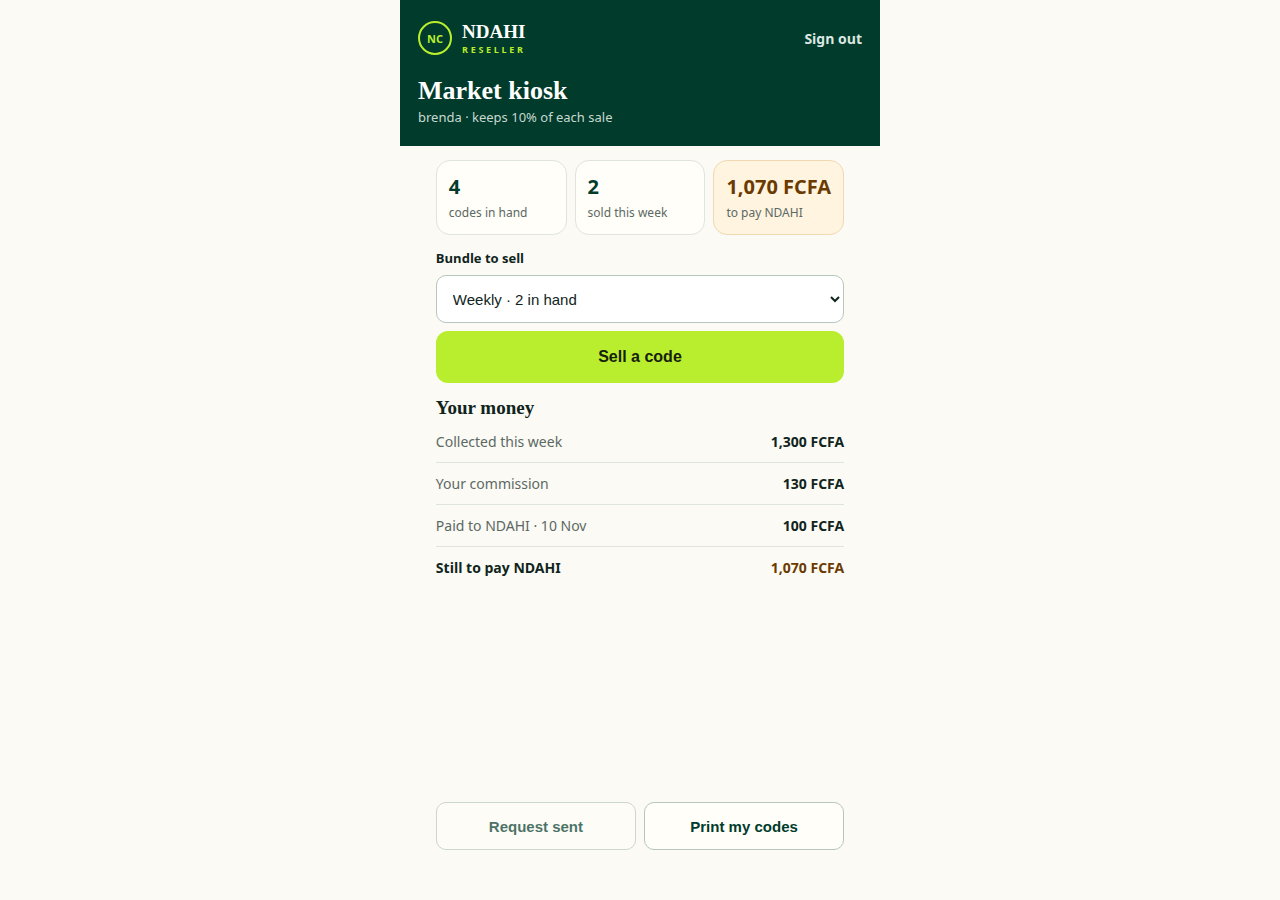 NC
NDAHI
RESELLER
Sign out
Market kiosk
brenda · keeps 10% of each sale
4
codes in hand
2
sold this week
1,070 FCFA
to pay NDAHI
Bundle to sell
Weekly · 2 in hand
Sell a code
Your money
Collected this week 1,300 FCFA
Your commission 130 FCFA
Paid to NDAHI · 10 Nov 100 FCFA
Still to pay NDAHI 1,070 FCFA
Request sent
Print my codes